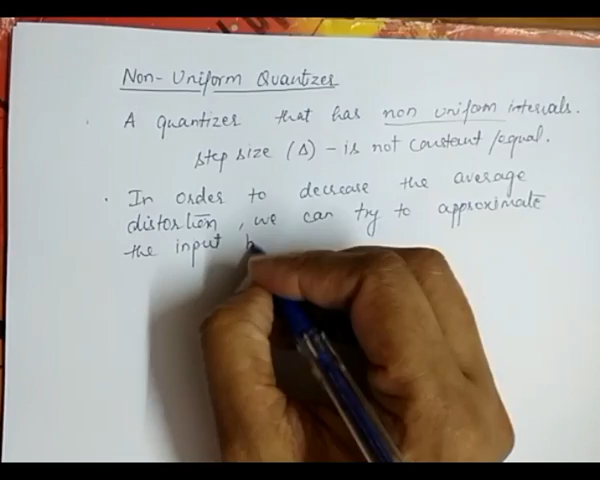 Non-Uniform Quantizer
A quantizer that has non uniform intervals.
step size (Δ) - is not constant/equal.
In order to decrease the average
distortion, we can try to approximate
the input